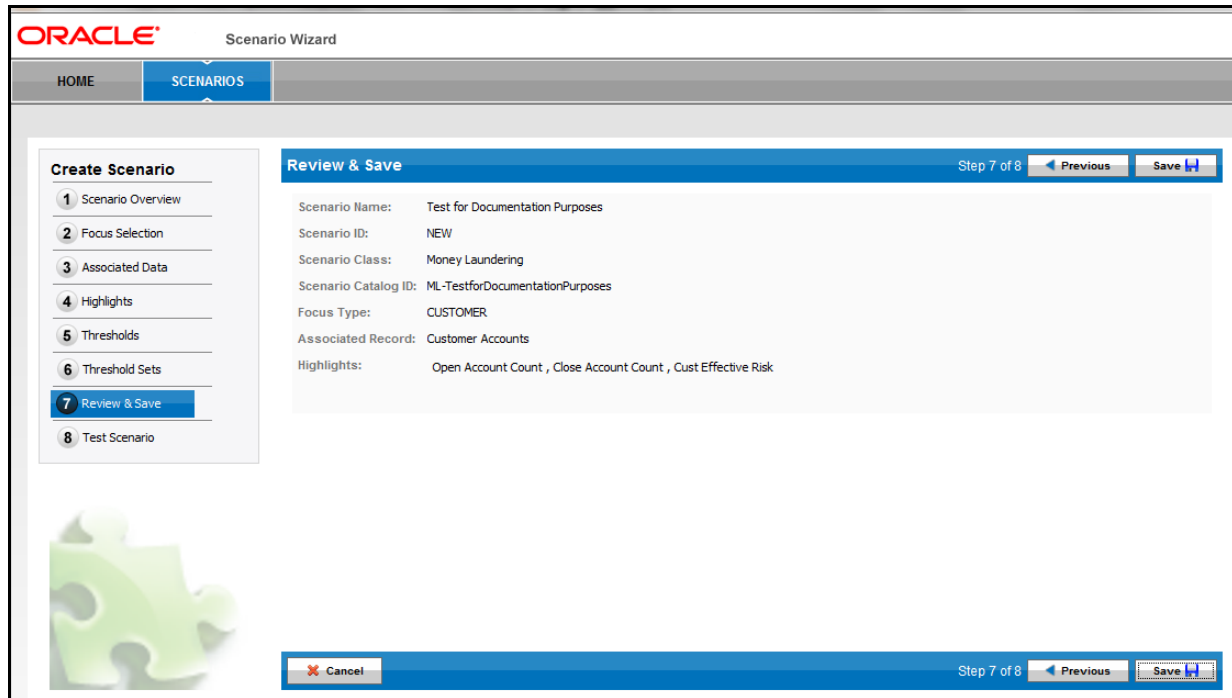 ORACLE Scenario Wizard
HOME SCENARIOS
Create Scenario
1 Scenario Overview
2 Focus Selection
3 Associated Data
4 Highlights
5 Thresholds
6 Threshold Sets
7 Review & Save
8 Test Scenario
Review & Save Step 7 of 8 Previous Save
Scenario Name: Test for Documentation Purposes
Scenario ID: NEW
Scenario Class: Money Laundering
Scenario Catalog ID: ML-TestforDocumentationPurposes
Focus Type: CUSTOMER
Associated Record: Customer Accounts
Highlights: Open Account Count , Close Account Count , Cust Effective Risk
Cancel Step 7 of 8 Previous Save